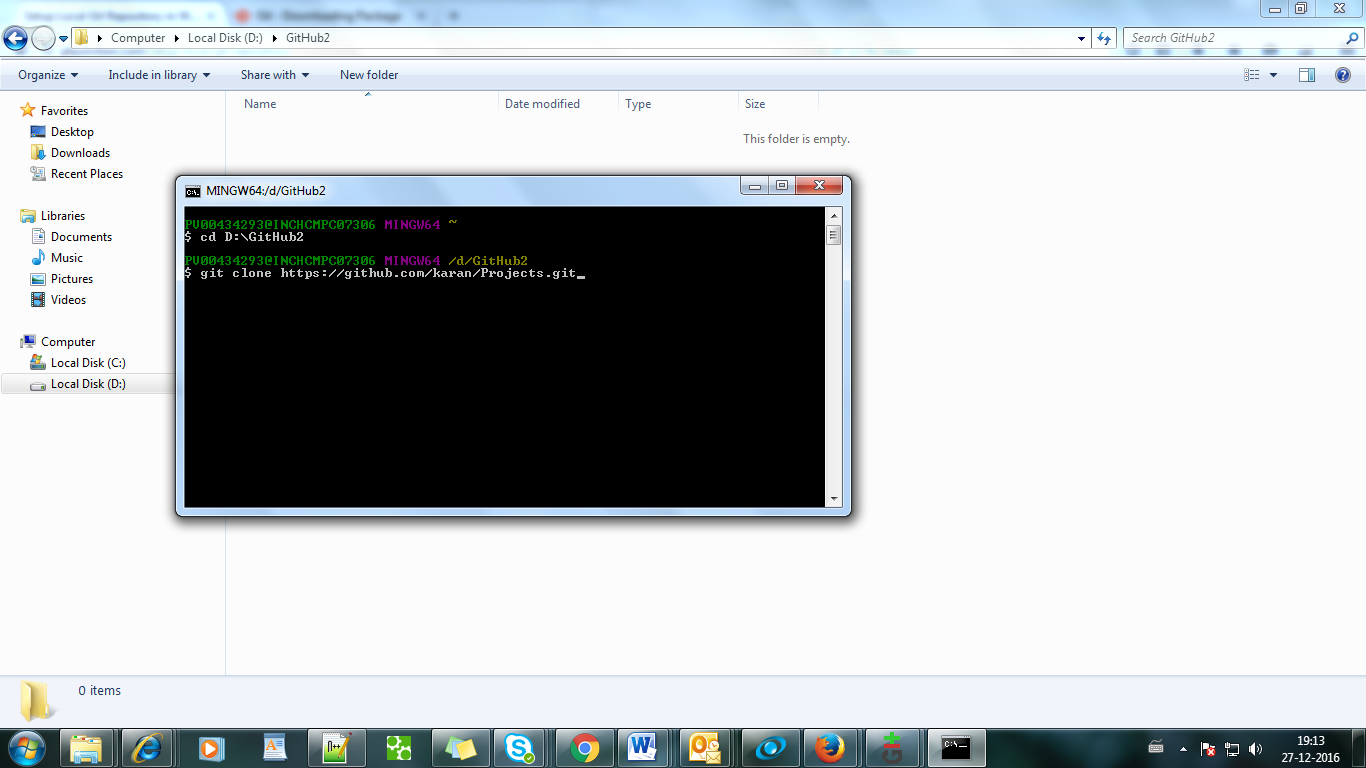 Computer
Local Disk (D:)
GitHub2
Search GitHub2
Organize
Include in library
Share with
New folder
Favorites
Desktop
Downloads
Recent Places
Libraries
Documents
Music
Pictures
Videos
Computer
Local Disk (C:)
Local Disk (D:)
Name
Date modified
Type
Size
This folder is empty.
MINGW64:/d/GitHub2
PV00434293@INCHCMPC07306 MINGW64 ~
$ cd D:\GitHub2
PV00434293@INCHCMPC07306 MINGW64 /d/GitHub2
$ git clone https://github.com/karan/Projects.git_
0 items
19:13
27-12-2016